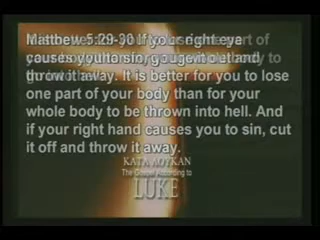 Matthew 5:29-30 If your right eye
causes you to sin, gouge it out and
throw it away. It is better for you to lose
one part of your body than for your
whole body to be thrown into hell. And
if your right hand causes you to sin, cut
it off and throw it away.
ΚΑΤΑ ΛΟΥΚΑΝ
The Gospel According to
LUKE